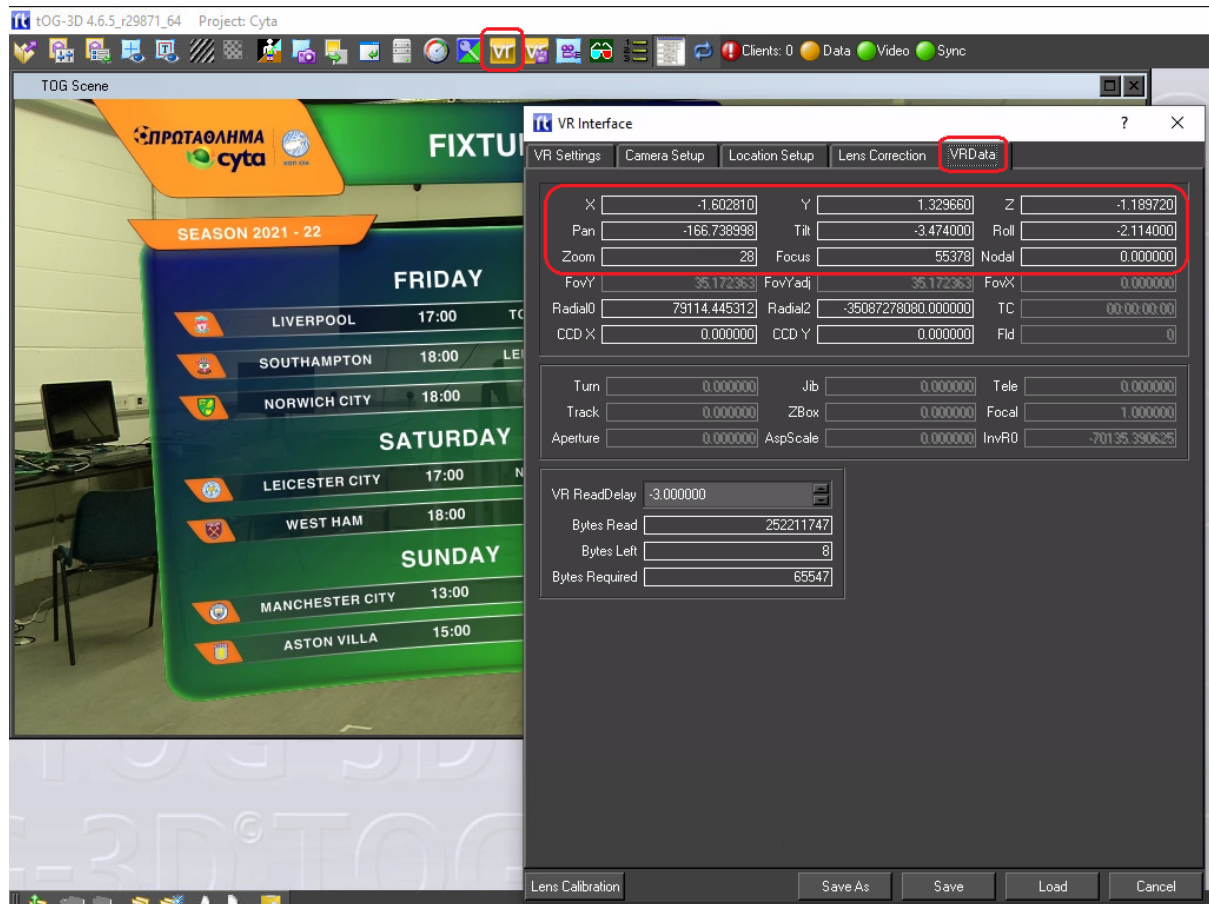 tOG-3D 4.6.5_r29871_64 Project: Cyta
vr Clients: 0 Data Video Sync
TOG Scene
ΠΡΩΤΑΘΛΗΜΑ
cyta
FIXTU
SEASON 2021 - 22
FRIDAY
LIVERPOOL 17:00
SOUTHAMPTON 18:00
NORWICH CITY 18:00
SATURDAY
LEICESTER CITY 17:00
WEST HAM 18:00
SUNDAY
MANCHESTER CITY 13:00
ASTON VILLA 15:00
VR Interface ? ×
VR Settings Camera Setup Location Setup Lens Correction VRData
X -1.602810 Y 1.329660 Z -1.189720
Pan -166.738998 Tilt -3.474000 Roll -2.114000
Zoom 28 Focus 55378 Nodal 0.000000
FovY 35.172363 FovYadj 35.172363 FovX 0.000000
Radial0 79114.445312 Radial2 -35087278080.000000 TC 00:00:00:00
CCD X 0.000000 CCD Y 0.000000 Fld 0
Turn 0.000000 Jib 0.000000 Tele 0.000000
Track 0.000000 ZBox 0.000000 Focal 1.000000
Aperture 0.000000 AspScale 0.000000 InvR0 -70135.390625
VR ReadDelay -3.000000
Bytes Read 252211747
Bytes Left 8
Bytes Required 65547
Lens Calibration Save As Save Load Cancel